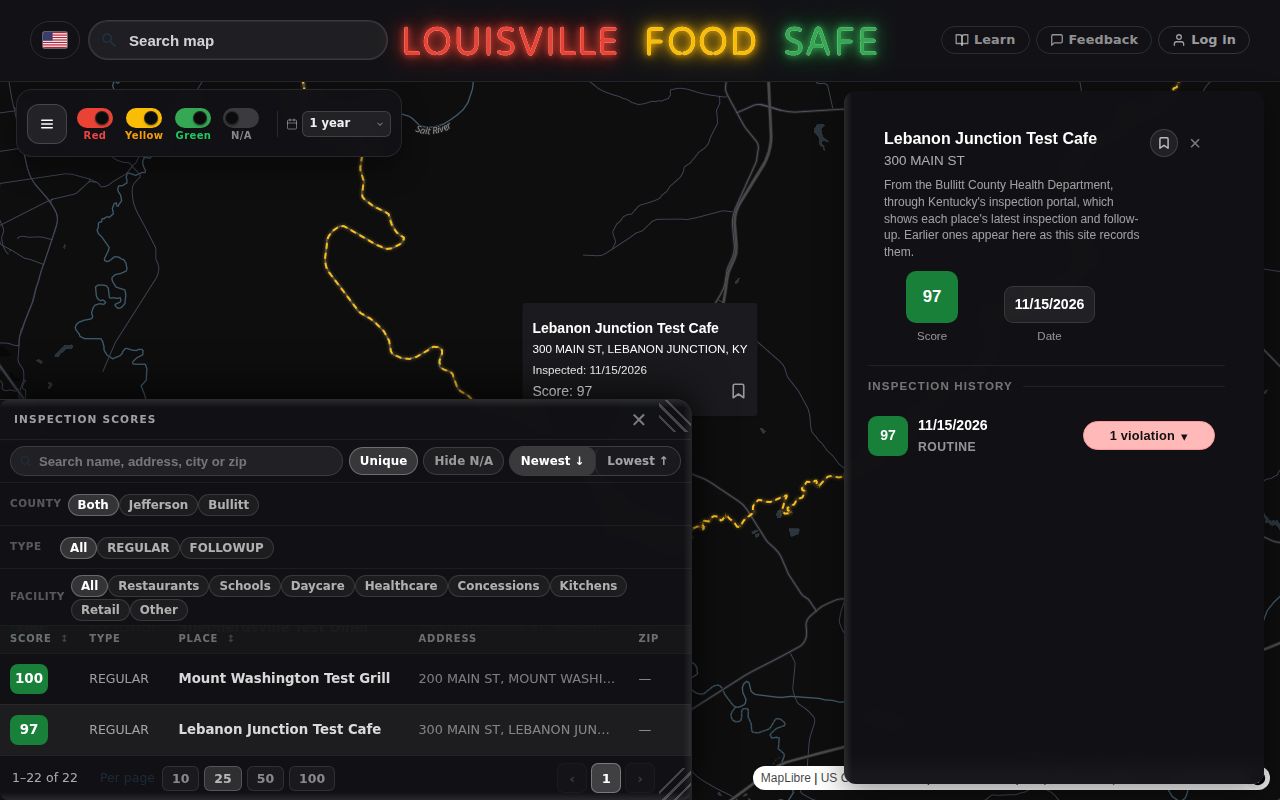 Search map
LOUISVILLE FOOD SAFE
Learn
Feedback
Log In
Red
Yellow
Green
N/A
1 year
Salt River
Lebanon Junction Test Cafe
300 MAIN ST, LEBANON JUNCTION, KY
Inspected: 11/15/2026
Score: 97
INSPECTION SCORES
Search name, address, city or zip
Unique
Hide N/A
Newest ↓
Lowest ↑
COUNTY
Both
Jefferson
Bullitt
TYPE
All
REGULAR
FOLLOWUP
FACILITY
All
Restaurants
Schools
Daycare
Healthcare
Concessions
Kitchens
Retail
Other
SCORE ↕ TYPE PLACE ↕ ADDRESS ZIP
100 REGULAR Mount Washington Test Grill 200 MAIN ST, MOUNT WASHI… —
97 REGULAR Lebanon Junction Test Cafe 300 MAIN ST, LEBANON JUN… —
1–22 of 22
Per page
10
25
50
100
‹ 1 ›
Lebanon Junction Test Cafe
300 MAIN ST
From the Bullitt County Health Department,
through Kentucky's inspection portal, which
shows each place's latest inspection and follow-
up. Earlier ones appear here as this site records
them.
97
Score
11/15/2026
Date
INSPECTION HISTORY
97
11/15/2026
ROUTINE
1 violation ▾
MapLibre | US